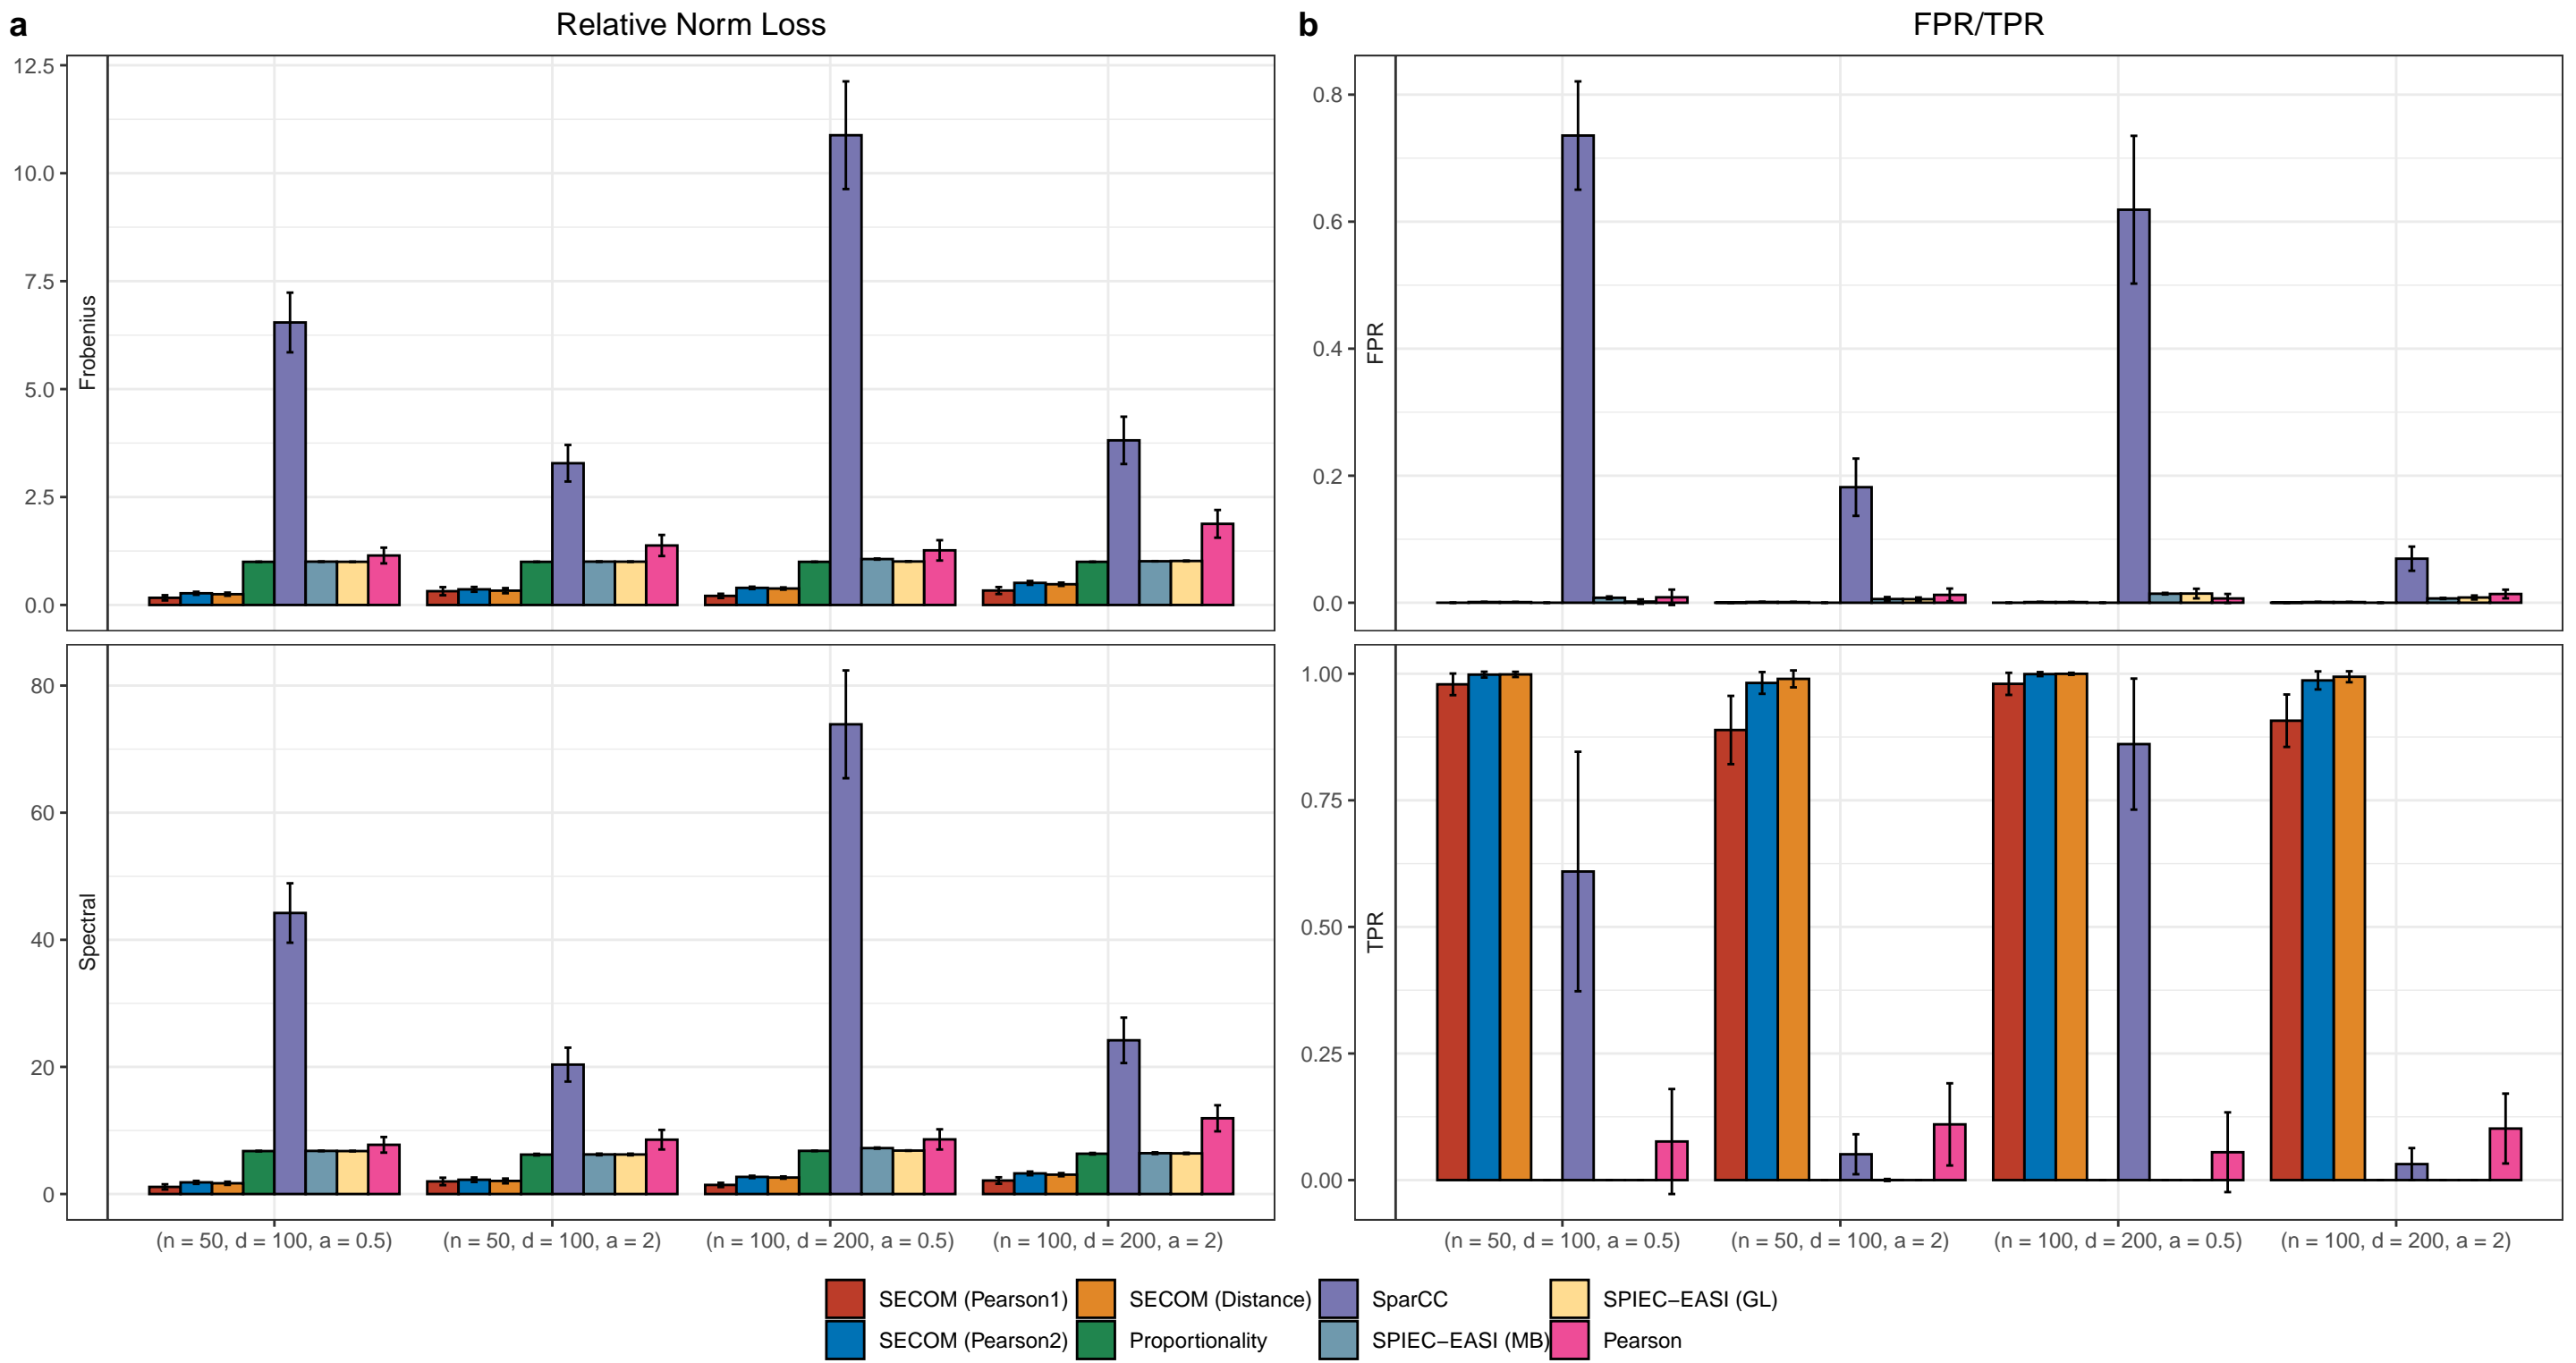 a
Relative Norm Loss
b
FPR/TPR
12.5
10.0
7.5
5.0
2.5
0.0
Frobenius
80
60
40
20
0
Spectral
(n = 50, d = 100, a = 0.5)
(n = 50, d = 100, a = 2)
(n = 100, d = 200, a = 0.5)
(n = 100, d = 200, a = 2)
0.8
0.6
0.4
0.2
0.0
FPR
1.00
0.75
0.50
0.25
0.00
TPR
(n = 50, d = 100, a = 0.5)
(n = 50, d = 100, a = 2)
(n = 100, d = 200, a = 0.5)
(n = 100, d = 200, a = 2)
SECOM (Pearson1)
SECOM (Distance)
SparCC
SPIEC−EASI (GL)
SECOM (Pearson2)
Proportionality
SPIEC−EASI (MB)
Pearson